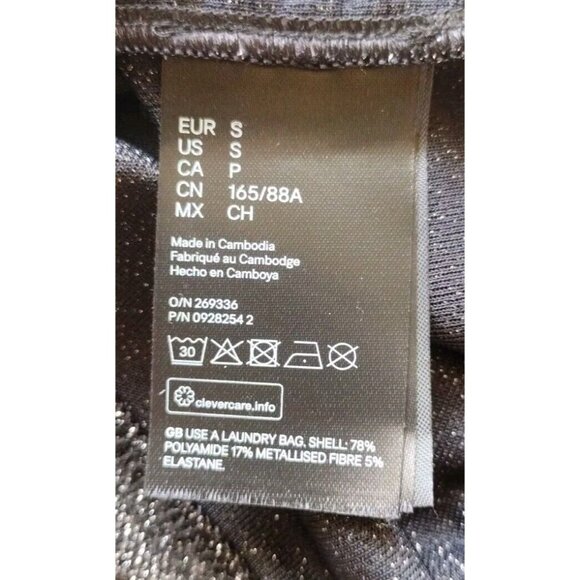 EUR S
US S
CA P
CN 165/88A
MX CH
Made in Cambodia
Fabriqué au Cambodge
Hecho en Camboya
O/N 269336
P/N 0928254 2
30
clevercare.info
GB USE A LAUNDRY BAG. SHELL: 78%
POLYAMIDE 17% METALLISED FIBRE 5%
ELASTANE.